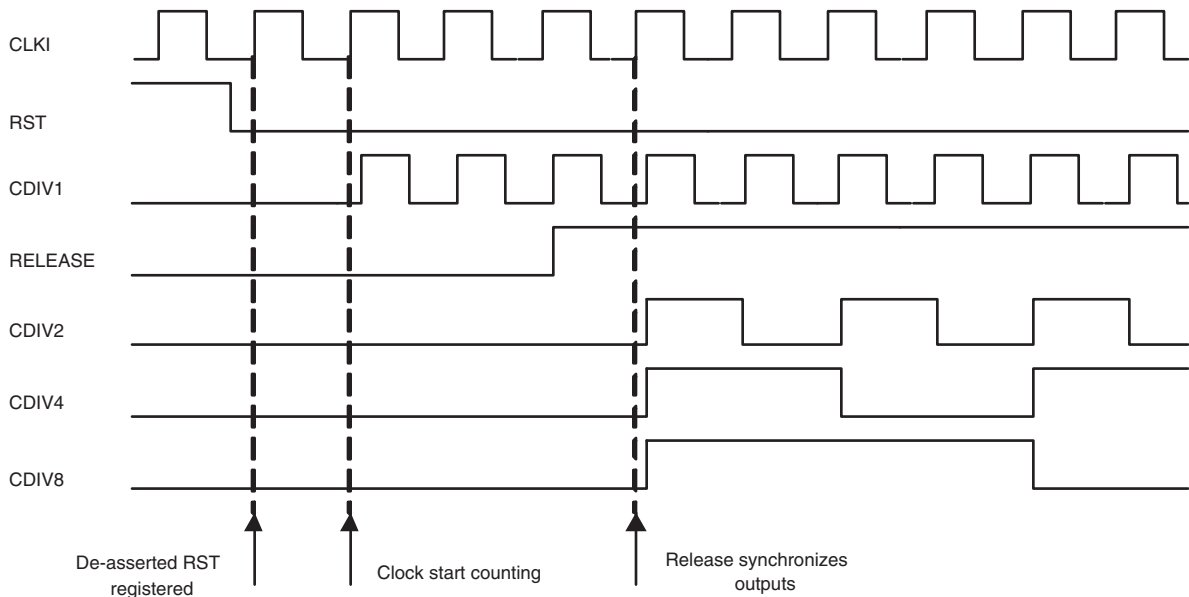 CLKI
RST
CDIV1
RELEASE
CDIV2
CDIV4
CDIV8
De-asserted RST
registered
Clock start counting
Release synchronizes
outputs